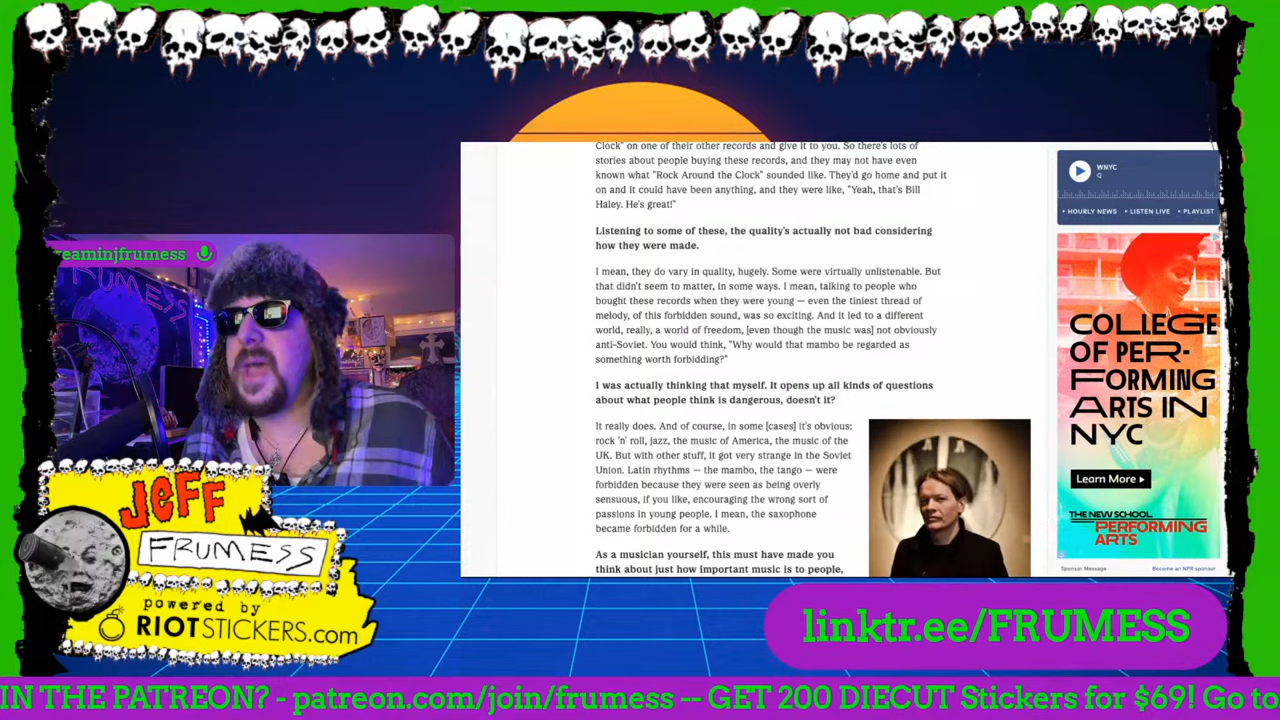 Clock" on one of their other records and give it to you. So there's lots of
stories about people buying these records, and they may not have even
known what "Rock Around the Clock" sounded like. They'd go home and put it
on and it could have been anything, and they were like, "Yeah, that's Bill
Haley. He's great!"
Listening to some of these, the quality's actually not bad considering
how they were made.
I mean, they do vary in quality, hugely. Some were virtually unlistenable. But
that didn't seem to matter, in some ways. I mean, talking to people who
bought these records when they were young — even the tiniest thread of
melody, of this forbidden sound, was so exciting. And it led to a different
world, really, a world of freedom, [even though the music was] not obviously
anti-Soviet. You would think, "Why would that mambo be regarded as
something worth forbidding?"
I was actually thinking that myself. It opens up all kinds of questions
about what people think is dangerous, doesn't it?
It really does. And of course, in some [cases] it's obvious:
rock 'n' roll, jazz, the music of America, the music of the
UK. But with other stuff, it got very strange in the Soviet
Union. Latin rhythms — the mambo, the tango — were
forbidden because they were seen as being overly
sensuous, if you like, encouraging the wrong sort of
passions in young people. I mean, the saxophone
became forbidden for a while.
As a musician yourself, this must have made you
think about just how important music is to people,
WNYC
Q
• HOURLY NEWS • LISTEN LIVE • PLAYLIST
COLLEGE
OF PER-
FORMING
ARTS IN
NYC
Learn More
THE NEW SCHOOL
PERFORMING
ARTS
Sponsor Message Become an NPR sponsor
eaminjfrumess
FRUMESS
JEFF
FRUMESS
powered by
RIOTSTICKERS.com
linktr.ee/FRUMESS
IN THE PATREON? - patreon.com/join/frumess -- GET 200 DIECUT Stickers for $69! Go to